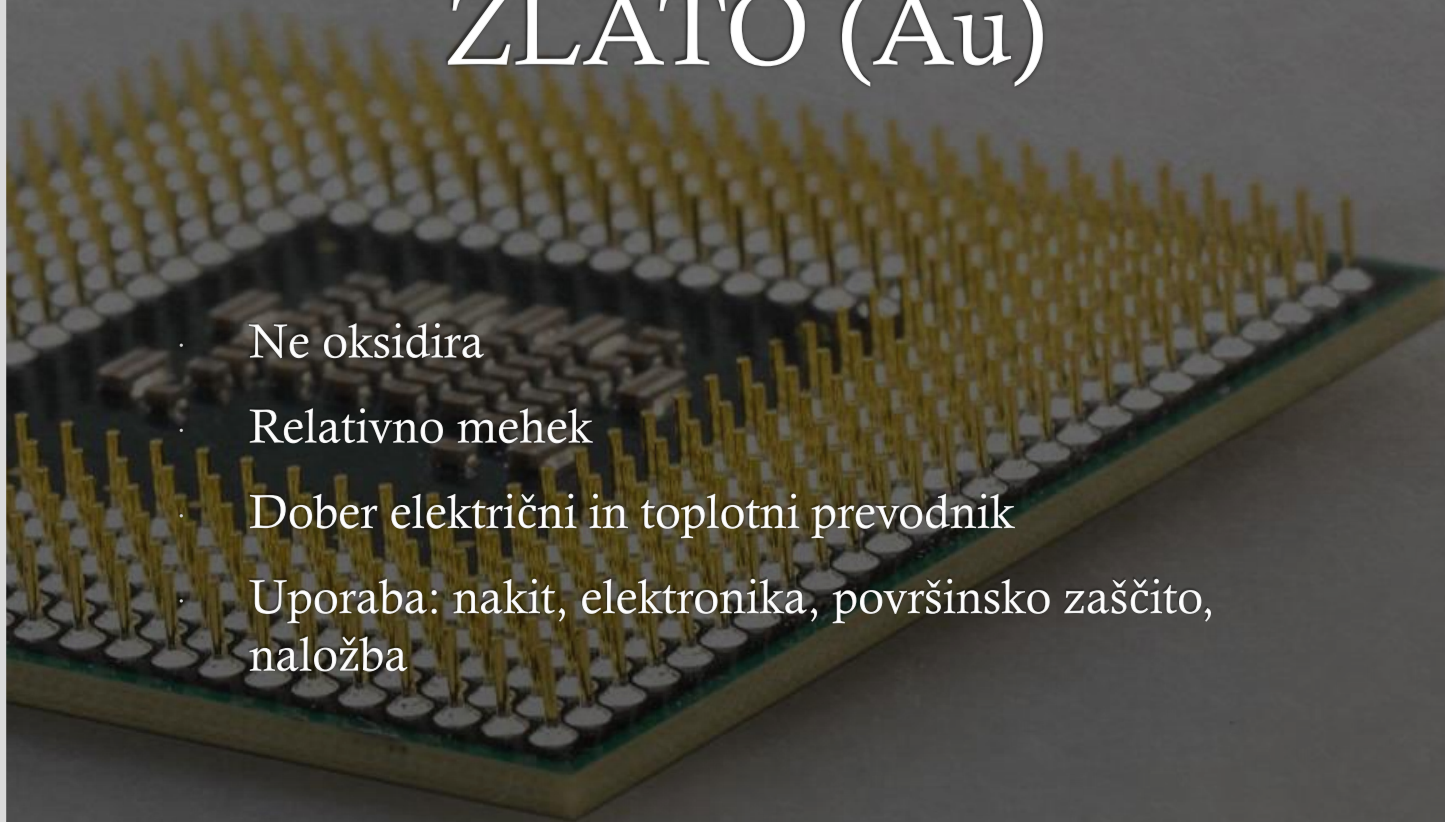 ZLATO (Au)
· Ne oksidira
· Relativno mehek
· Dober električni in toplotni prevodnik
· Uporaba: nakit, elektronika, površinsko zaščito,
naložba